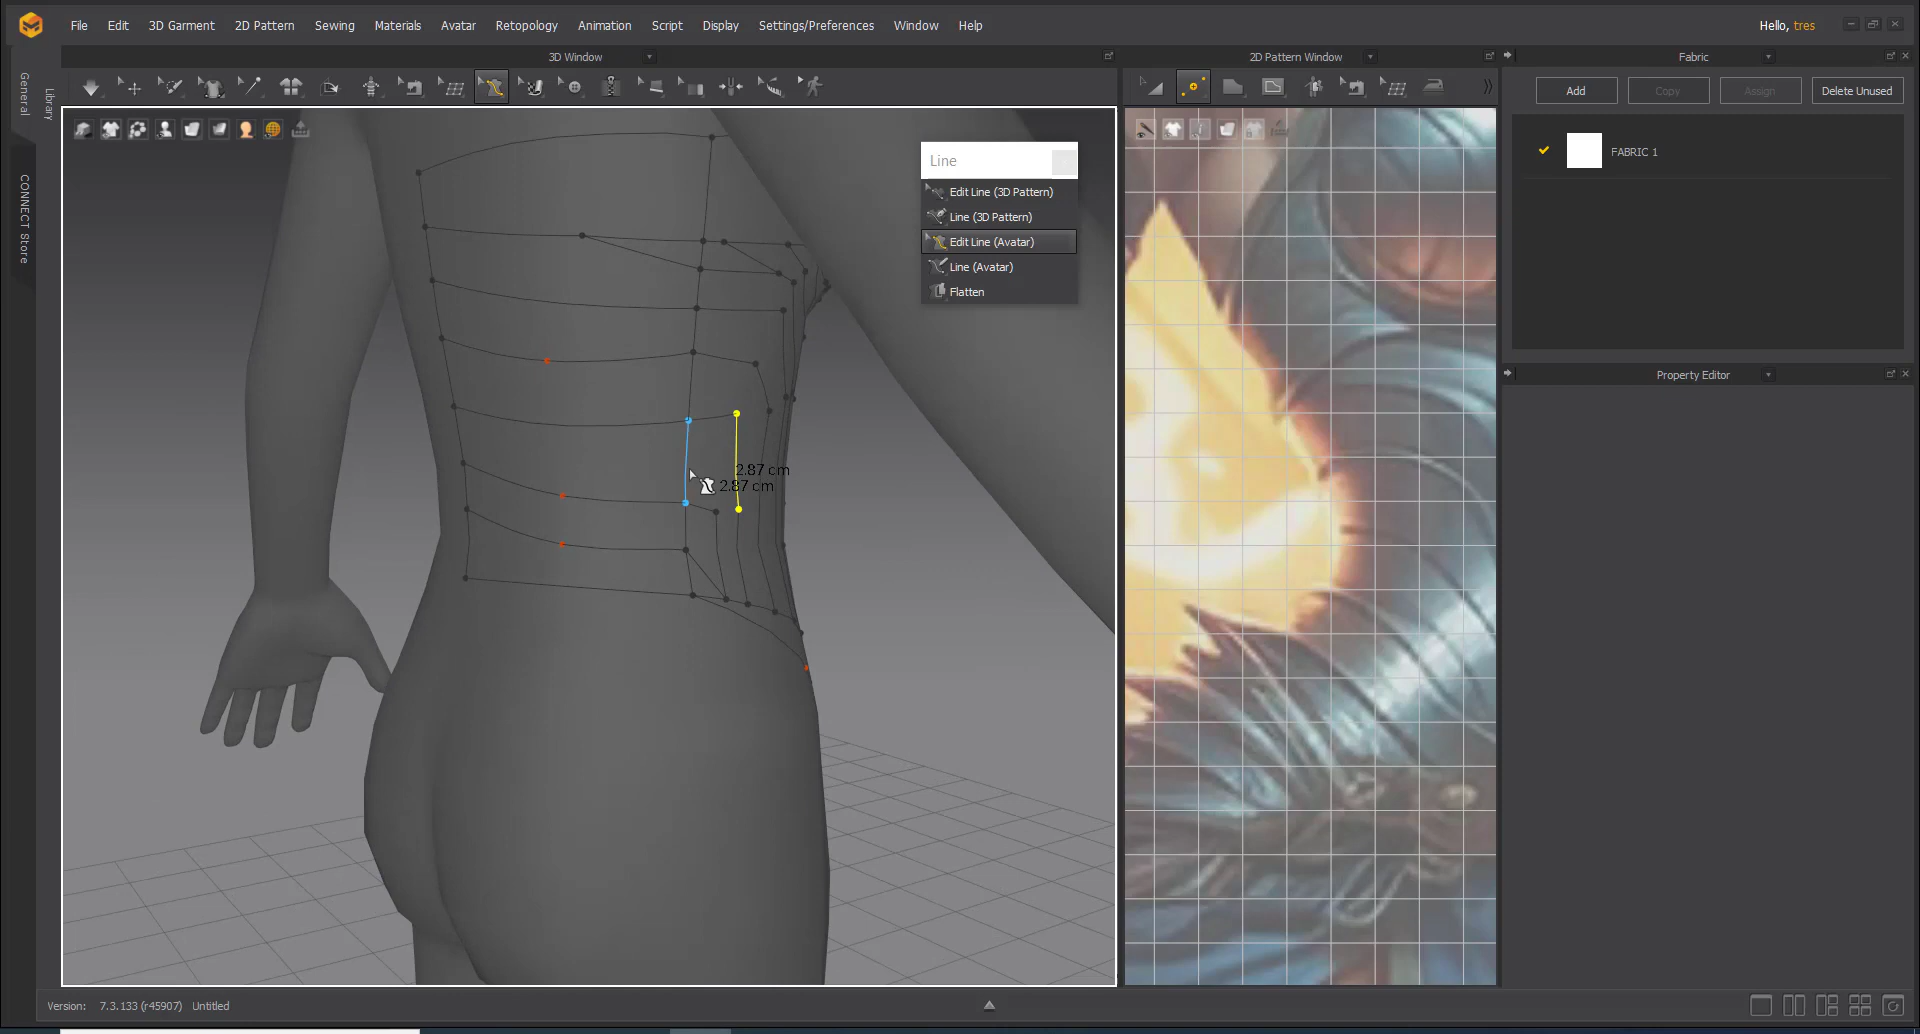 File Edit 3D Garment 2D Pattern Sewing Materials Avatar Retopology Animation Script Display Settings/Preferences Window Help
Hello, tres
3D Window
2D Pattern Window
Fabric
General
Library
CONNECT Store
Add
Copy
Assign
Delete Unused
FABRIC 1
Line
Edit Line (3D Pattern)
Line (3D Pattern)
Edit Line (Avatar)
Line (Avatar)
Flatten
Property Editor
2.87 cm
2.87 cm
Version: 7.3.133 (r45907) Untitled